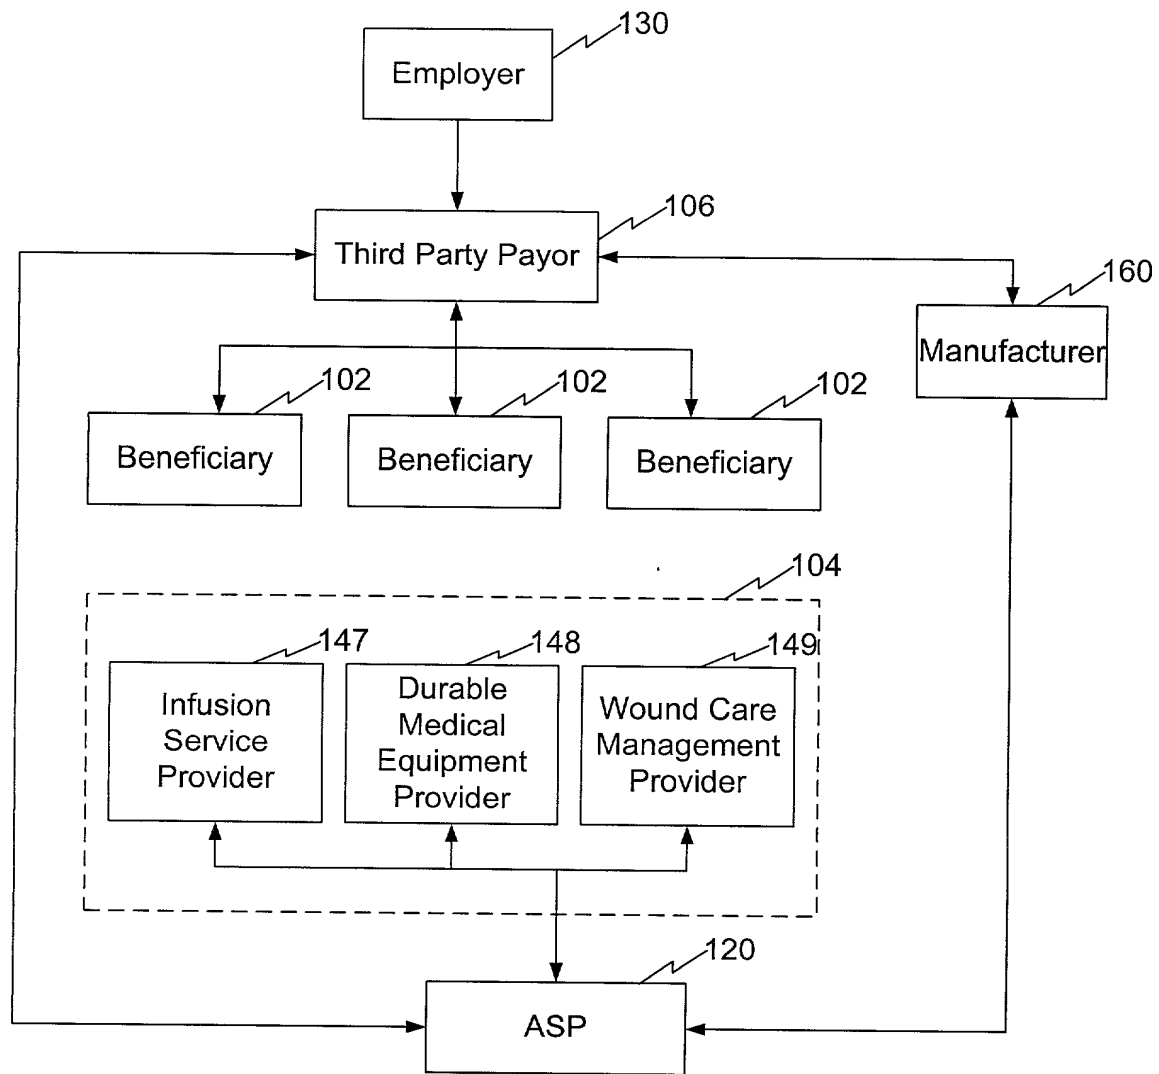 130
Employer
106
Third Party Payor
160
Manufacturer
102
102
102
Beneficiary
Beneficiary
Beneficiary
104
147
148
149
Infusion
Service
Provider
Durable
Medical
Equipment
Provider
Wound Care
Management
Provider
120
ASP